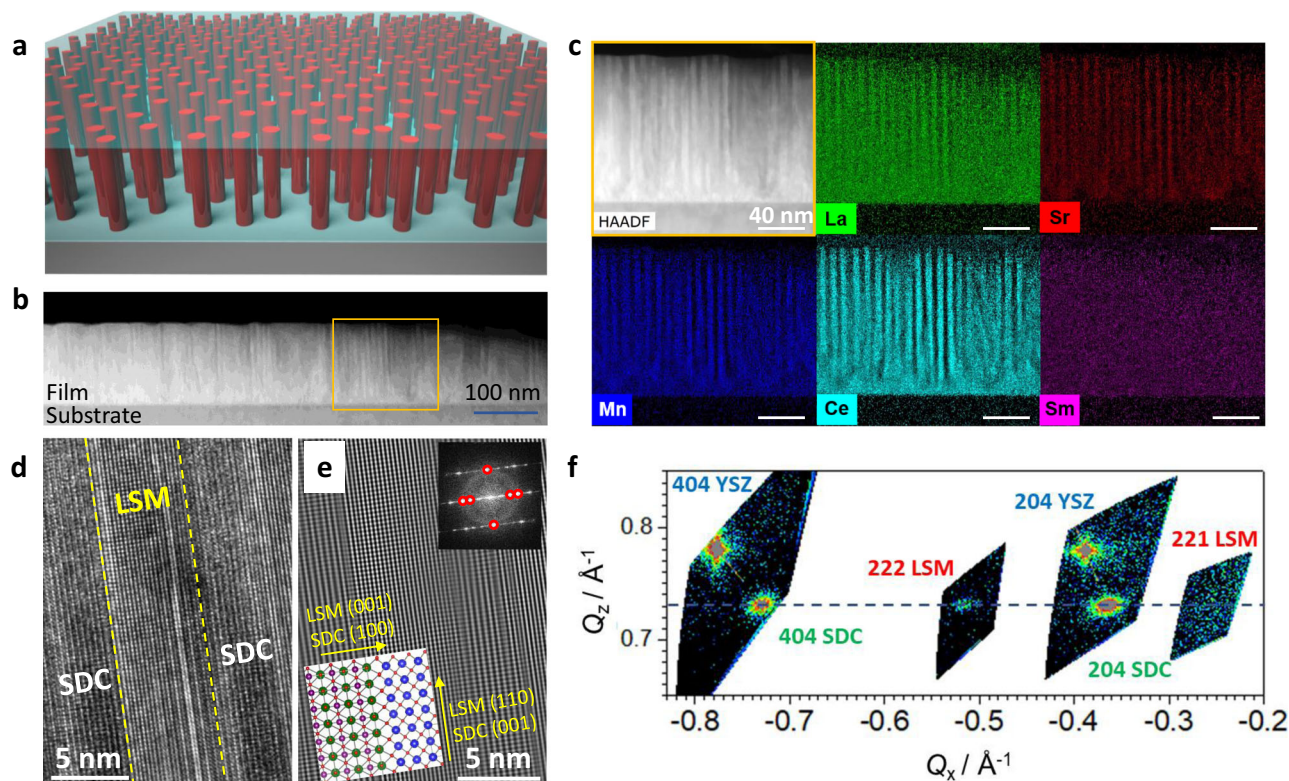 a
b
Film
Substrate
100 nm
c
HAADF
40 nm
La
Sr
Mn
Ce
Sm
d
LSM
SDC
SDC
5 nm
e
LSM (001)
SDC (100)
LSM (110)
SDC (001)
5 nm
f
404 YSZ
204 YSZ
221 LSM
222 LSM
404 SDC
204 SDC
0.8
0.7
Qz / Å-1
-0.8 -0.7 -0.6 -0.5 -0.4 -0.3 -0.2
Qx / Å-1